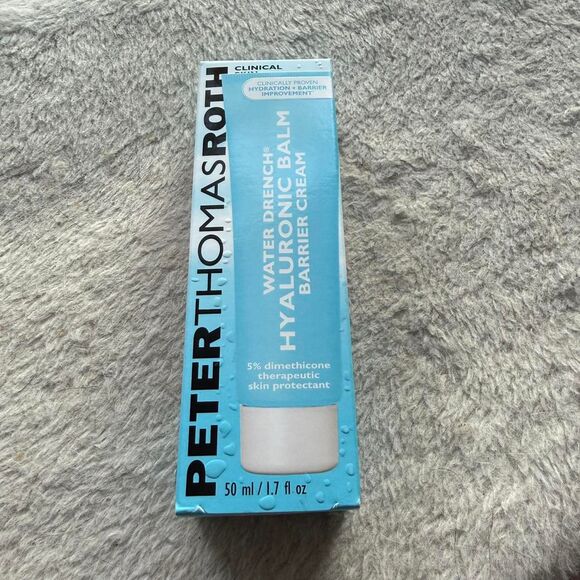 PETERTHOMASROTH
CLINICAL
CLINICALLY PROVEN
HYDRATION + BARRIER
IMPROVEMENT
WATER DRENCH®
HYALURONIC BALM
BARRIER CREAM
5% dimethicone
therapeutic
skin protectant
50 ml / 1.7 fl oz